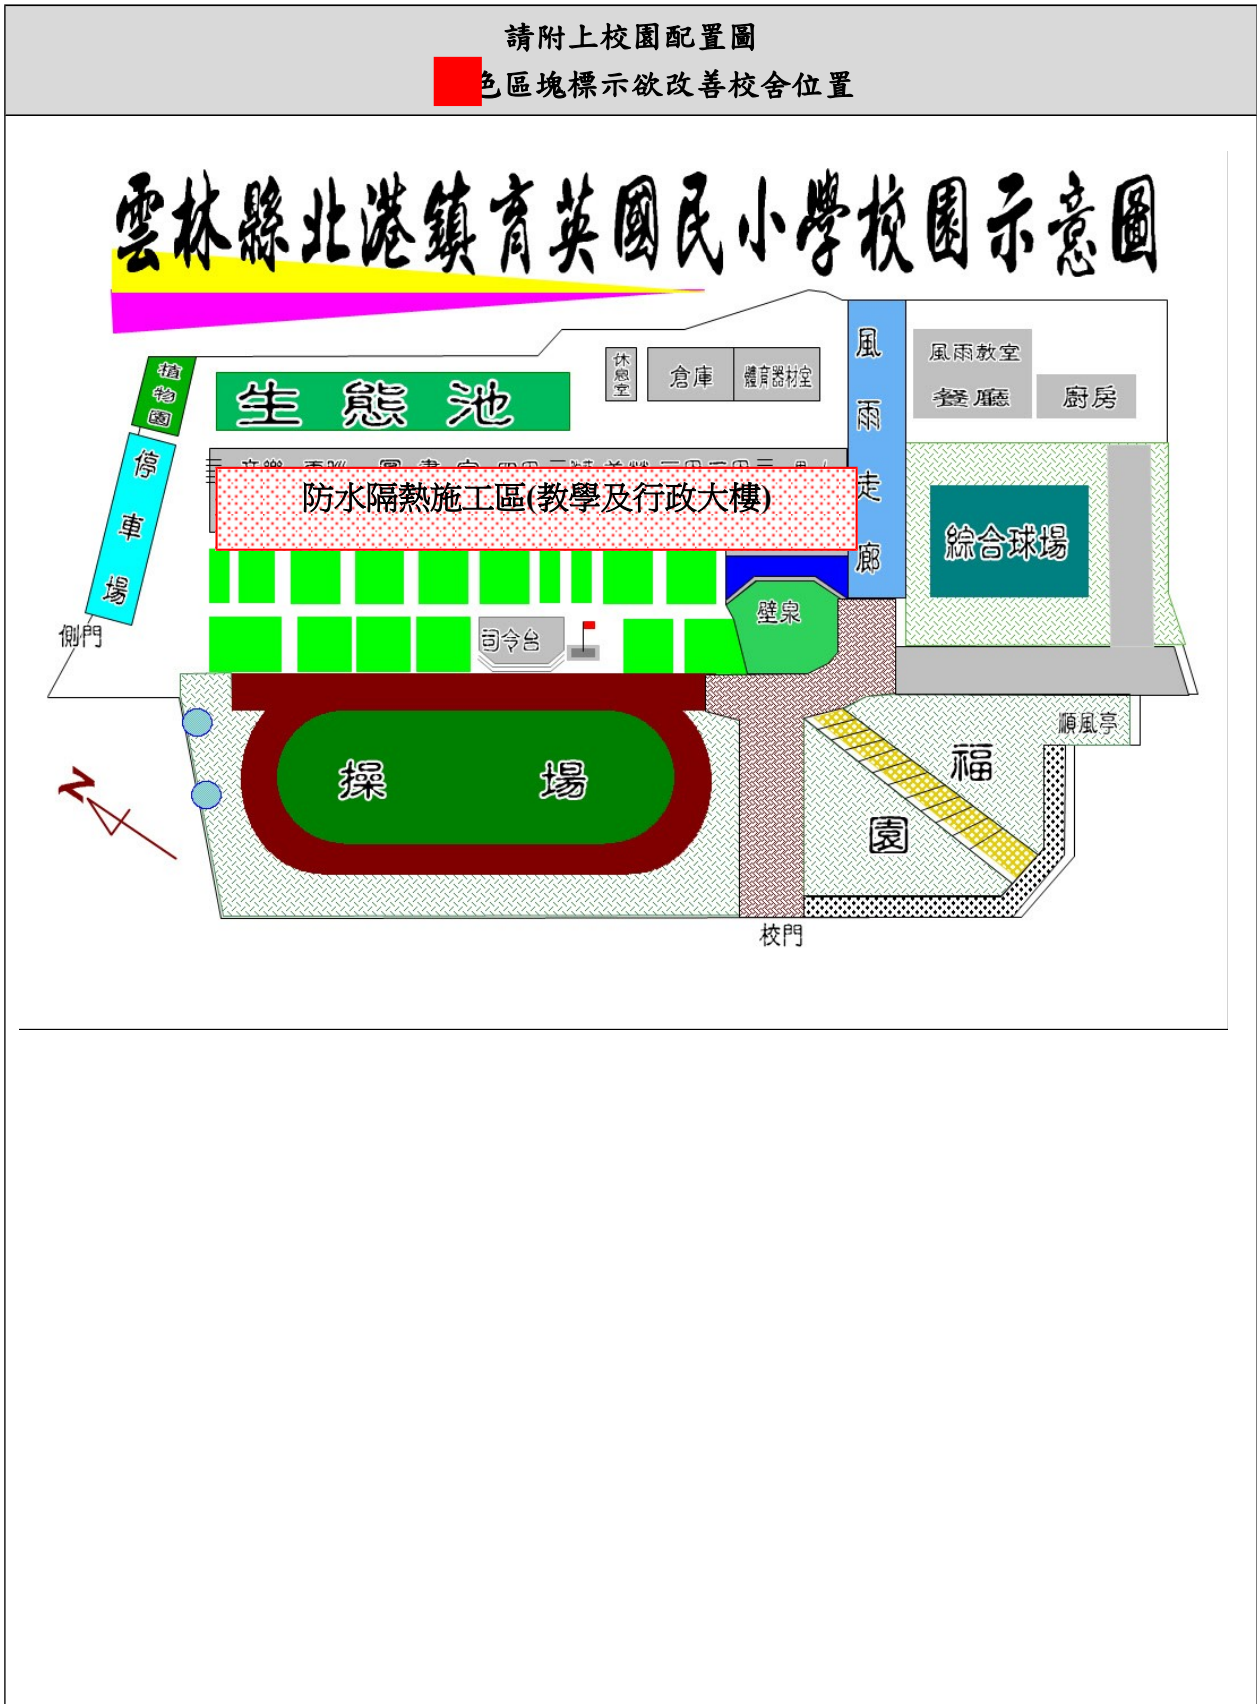 請附上校園配置圖
色區塊標示欲改善校舍位置
雲林縣北港鎮育英國民小學校園示意圖
植物園
停車場
側門
生態池
休息室
倉庫
體育器材室
風雨走廊
風雨教室
餐廳
廚房
防水隔熱施工區(教學及行政大樓)
綜合球場
壁泉
司令台
順風亭
福園
操場
N
校門